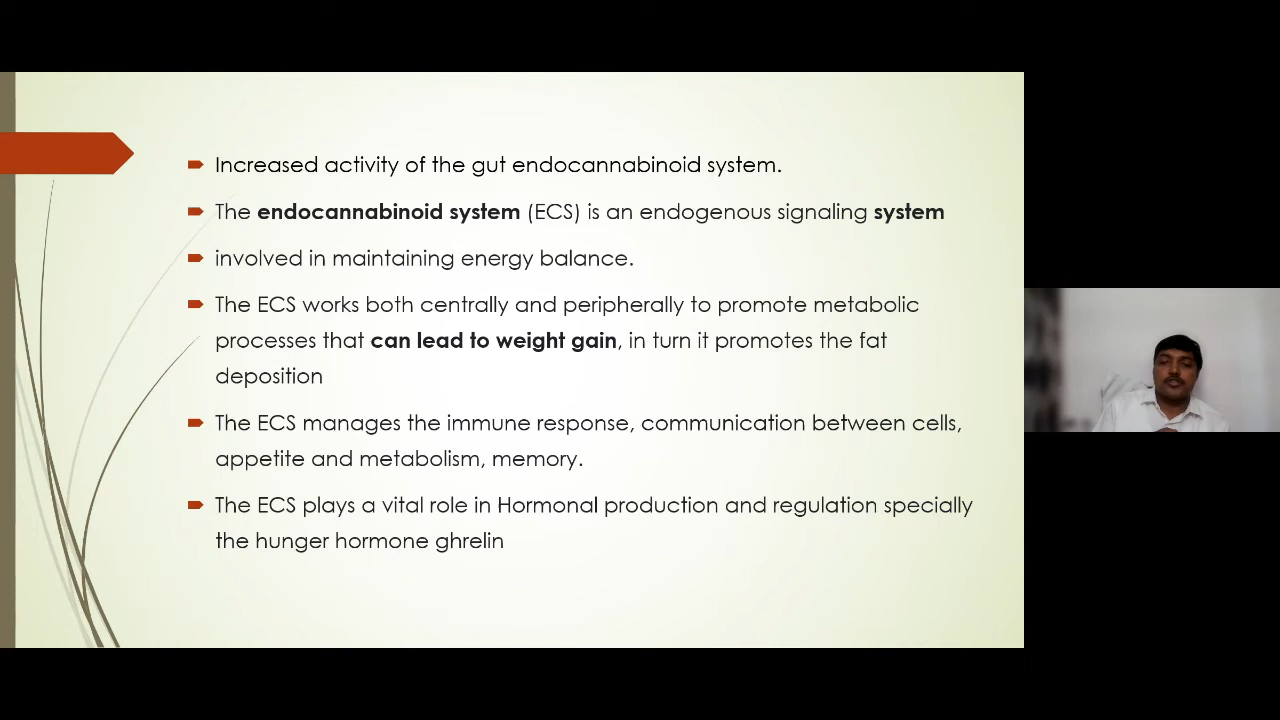 Increased activity of the gut endocannabinoid system.
The endocannabinoid system (ECS) is an endogenous signaling system
involved in maintaining energy balance.
The ECS works both centrally and peripherally to promote metabolic
processes that can lead to weight gain, in turn it promotes the fat
deposition
The ECS manages the immune response, communication between cells,
appetite and metabolism, memory.
The ECS plays a vital role in Hormonal production and regulation specially
the hunger hormone ghrelin